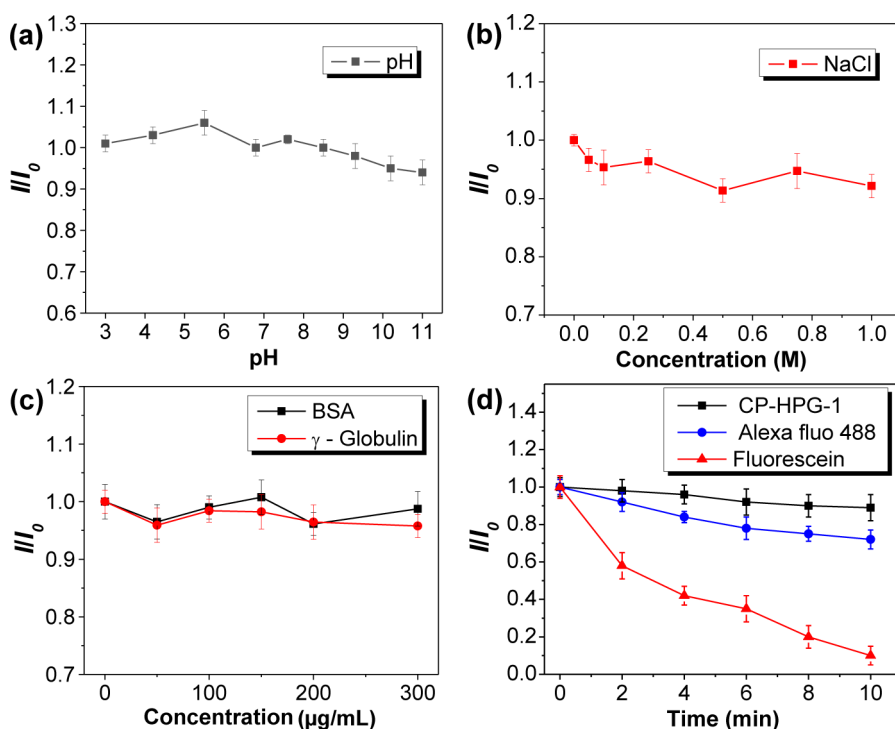 (a)
pH
1.3
1.2
1.1
1.0
0.9
0.8
0.7
0.6
I/I0
3 4 5 6 7 8 9 10 11
pH
(b)
NaCl
1.2
1.1
1.0
0.9
0.8
0.7
I/I0
0.0 0.2 0.4 0.6 0.8 1.0
Concentration (M)
(c)
BSA
γ - Globulin
1.2
1.1
1.0
0.9
0.8
0.7
I/I0
0 100 200 300
Concentration (µg/mL)
(d)
CP-HPG-1
Alexa fluo 488
Fluorescein
1.4
1.2
1.0
0.8
0.6
0.4
0.2
0.0
I/I0
0 2 4 6 8 10
Time (min)